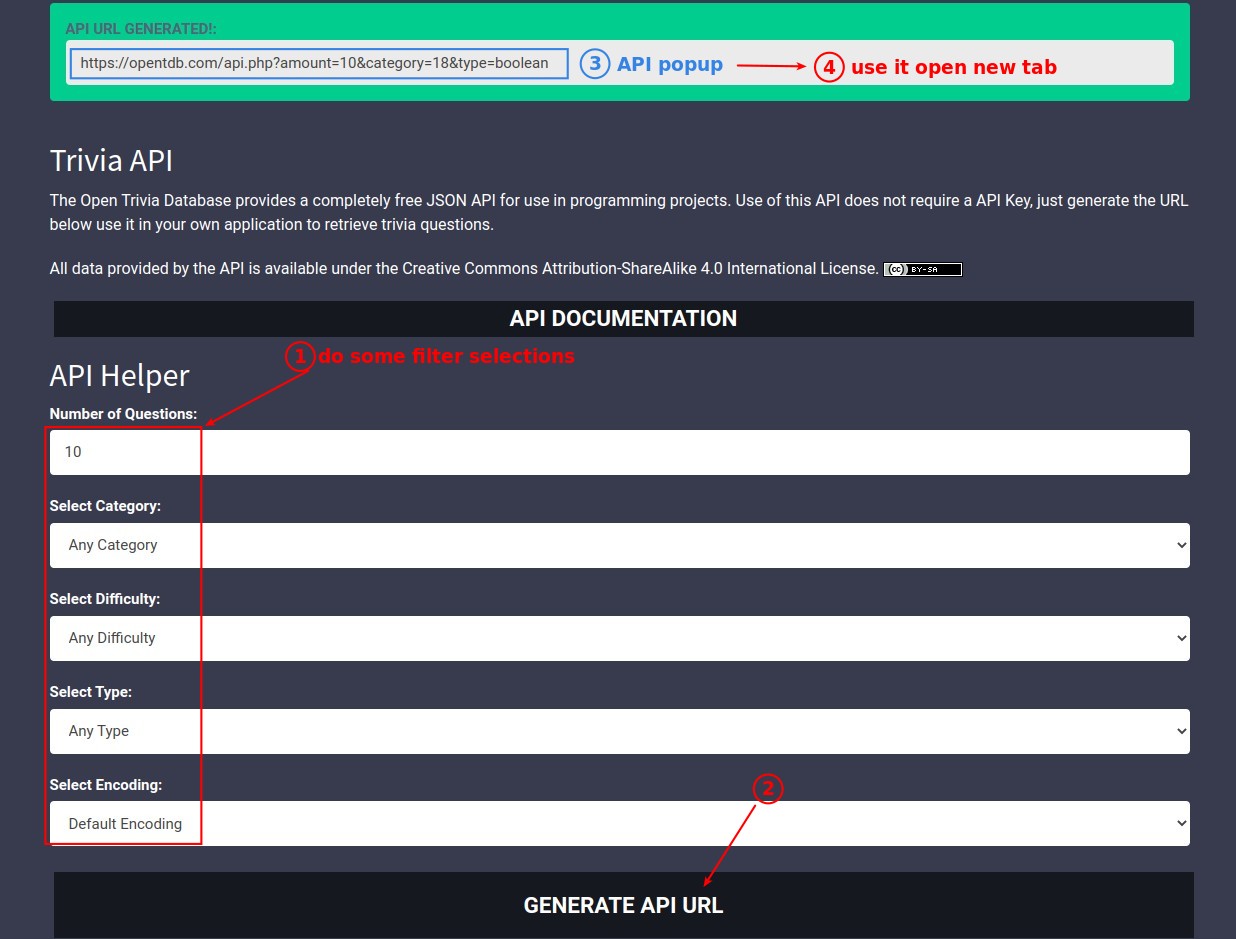 API URL GENERATED!:
https://opentdb.com/api.php?amount=10&category=18&type=boolean
3 API popup
4 use it open new tab
Trivia API
The Open Trivia Database provides a completely free JSON API for use in programming projects. Use of this API does not require a API Key, just generate the URL
below use it in your own application to retrieve trivia questions.
All data provided by the API is available under the Creative Commons Attribution-ShareAlike 4.0 International License. cc BY-SA
API DOCUMENTATION
1 do some filter selections
API Helper
Number of Questions:
10
Select Category:
Any Category
Select Difficulty:
Any Difficulty
Select Type:
Any Type
Select Encoding:
2
Default Encoding
GENERATE API URL